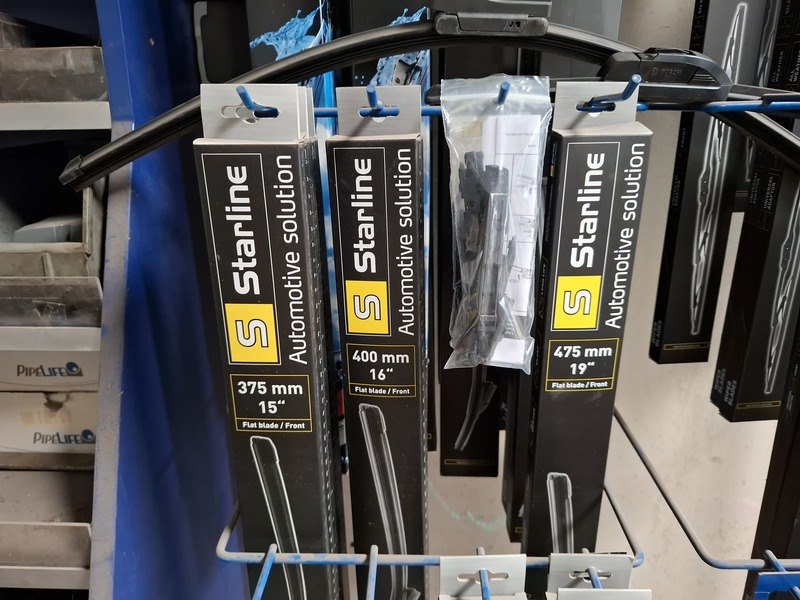 BOSCH
S Starline
Automotive solution
375 mm
15“
Flat blade / Front
S Starline
Automotive solution
400 mm
16“
Flat blade / Front
S Starline
Automotive solution
475 mm
19“
Flat blade / Front
PIPELIFE
PIPELIFE